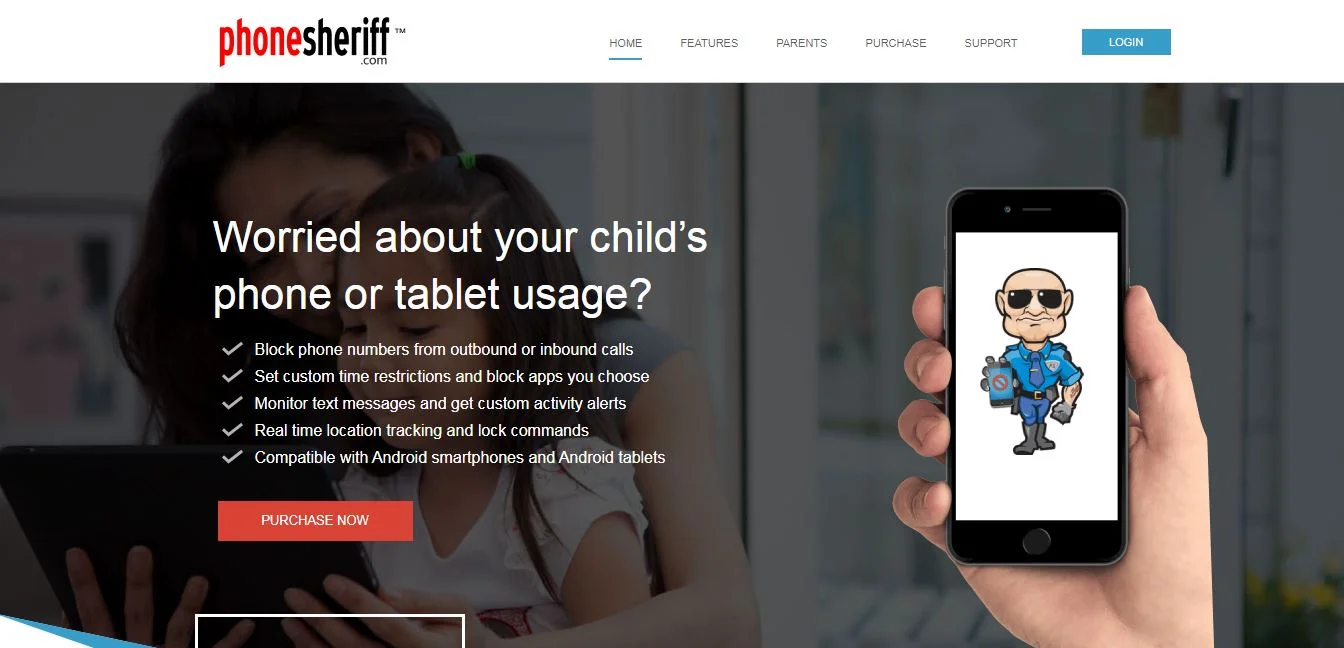 phonesheriff™
.com
HOME FEATURES PARENTS PURCHASE SUPPORT LOGIN
Worried about your child’s
phone or tablet usage?
Block phone numbers from outbound or inbound calls
Set custom time restrictions and block apps you choose
Monitor text messages and get custom activity alerts
Real time location tracking and lock commands
Compatible with Android smartphones and Android tablets
PURCHASE NOW